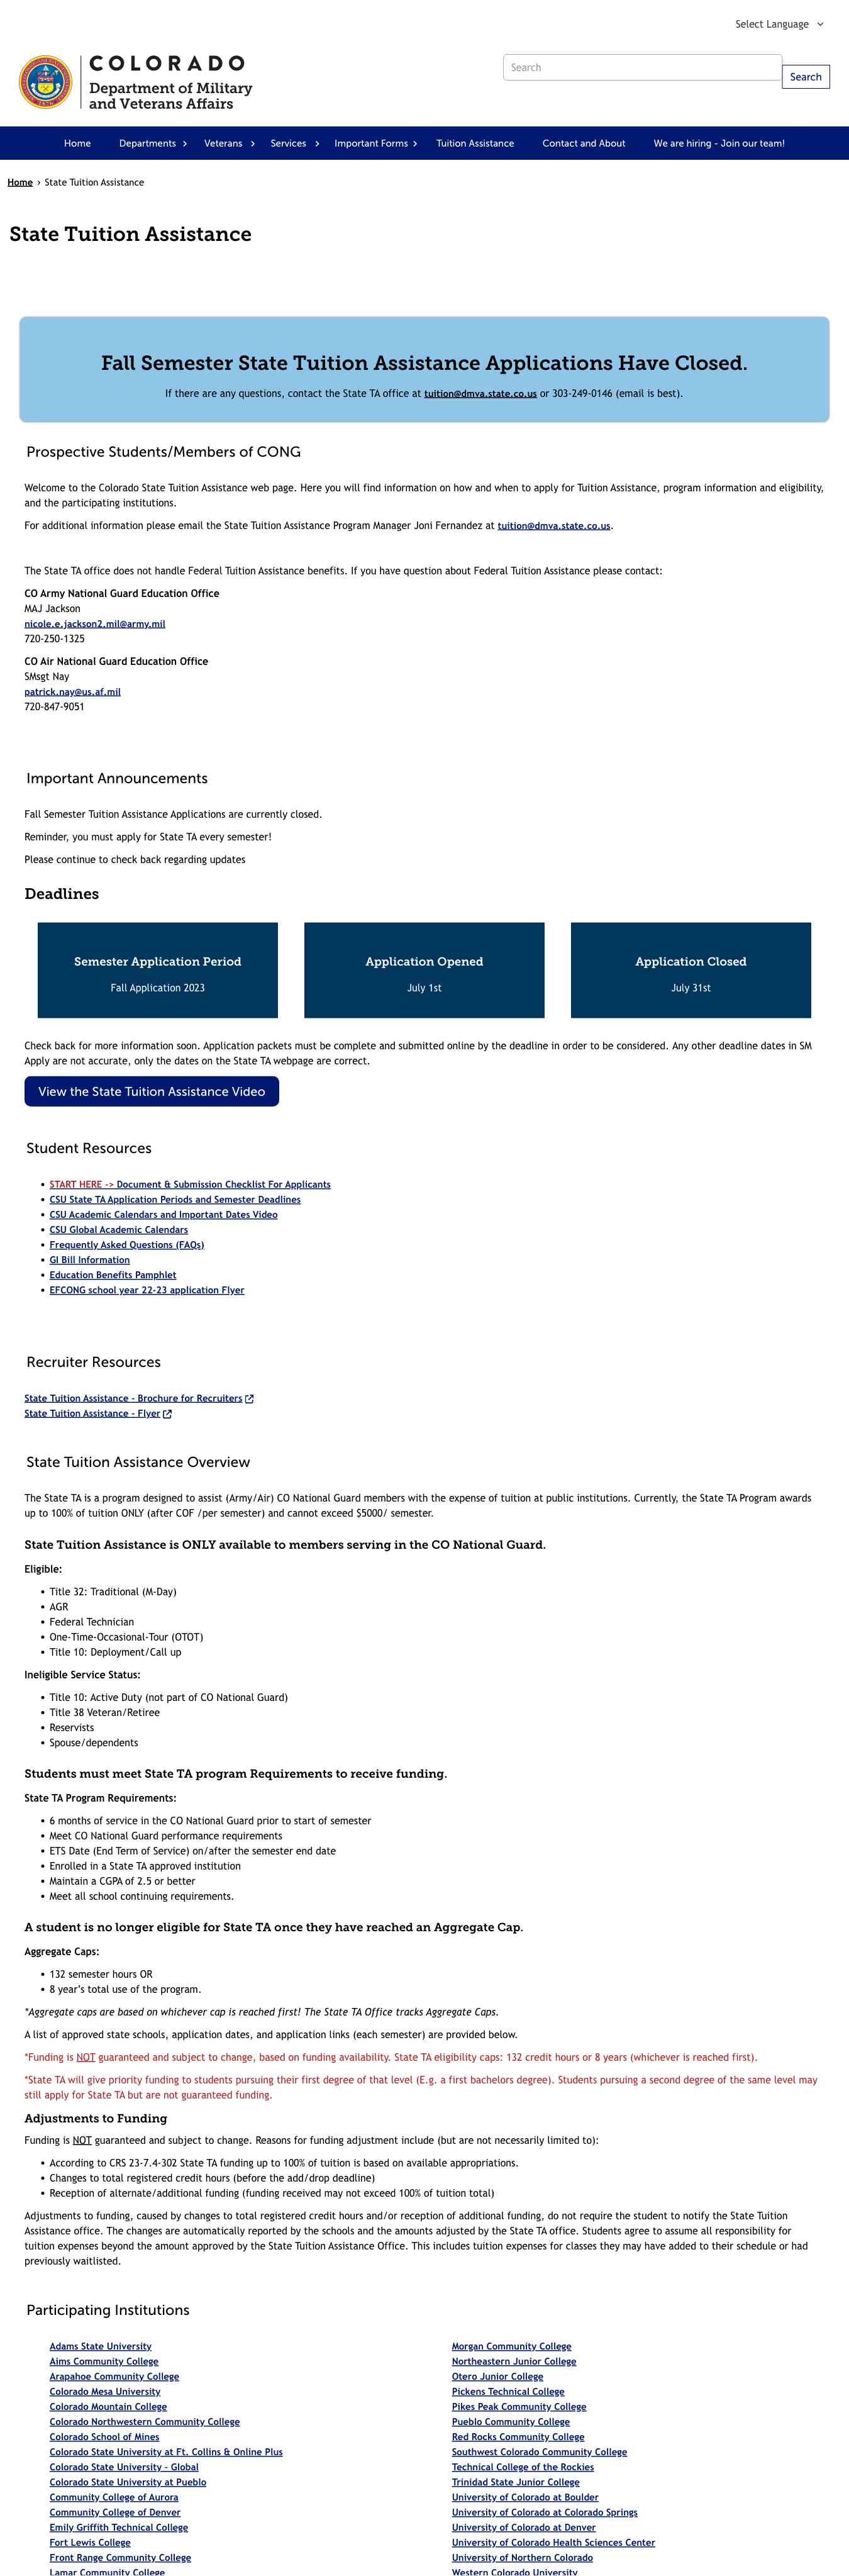 Select Language
COLORADO
Department of Military
and Veterans Affairs
Search
Search
Home
Departments
Veterans
Services
Important Forms
Tuition Assistance
Contact and About
We are hiring - Join our team!
Home › State Tuition Assistance
State Tuition Assistance
Fall Semester State Tuition Assistance Applications Have Closed.
If there are any questions, contact the State TA office at tuition@dmva.state.co.us or 303-249-0146 (email is best).
Prospective Students/Members of CONG
Welcome to the Colorado State Tuition Assistance web page. Here you will find information on how and when to apply for Tuition Assistance, program information and eligibility,
and the participating institutions.
For additional information please email the State Tuition Assistance Program Manager Joni Fernandez at tuition@dmva.state.co.us.
The State TA office does not handle Federal Tuition Assistance benefits. If you have question about Federal Tuition Assistance please contact:
CO Army National Guard Education Office
MAJ Jackson
nicole.e.jackson2.mil@army.mil
720-250-1325
CO Air National Guard Education Office
SMsgt Nay
patrick.nay@us.af.mil
720-847-9051
Important Announcements
Fall Semester Tuition Assistance Applications are currently closed.
Reminder, you must apply for State TA every semester!
Please continue to check back regarding updates
Deadlines
Semester Application Period
Fall Application 2023
Application Opened
July 1st
Application Closed
July 31st
Check back for more information soon. Application packets must be complete and submitted online by the deadline in order to be considered. Any other deadline dates in SM
Apply are not accurate, only the dates on the State TA webpage are correct.
View the State Tuition Assistance Video
Student Resources
• START HERE -> Document & Submission Checklist For Applicants
• CSU State TA Application Periods and Semester Deadlines
• CSU Academic Calendars and Important Dates Video
• CSU Global Academic Calendars
• Frequently Asked Questions (FAQs)
• GI Bill Information
• Education Benefits Pamphlet
• EFCONG school year 22-23 application Flyer
Recruiter Resources
State Tuition Assistance - Brochure for Recruiters
State Tuition Assistance - Flyer
State Tuition Assistance Overview
The State TA is a program designed to assist (Army/Air) CO National Guard members with the expense of tuition at public institutions. Currently, the State TA Program awards
up to 100% of tuition ONLY (after COF /per semester) and cannot exceed $5000/ semester.
State Tuition Assistance is ONLY available to members serving in the CO National Guard.
Eligible:
• Title 32: Traditional (M-Day)
• AGR
• Federal Technician
• One-Time-Occasional-Tour (OTOT)
• Title 10: Deployment/Call up
Ineligible Service Status:
• Title 10: Active Duty (not part of CO National Guard)
• Title 38 Veteran/Retiree
• Reservists
• Spouse/dependents
Students must meet State TA program Requirements to receive funding.
State TA Program Requirements:
• 6 months of service in the CO National Guard prior to start of semester
• Meet CO National Guard performance requirements
• ETS Date (End Term of Service) on/after the semester end date
• Enrolled in a State TA approved institution
• Maintain a CGPA of 2.5 or better
• Meet all school continuing requirements.
A student is no longer eligible for State TA once they have reached an Aggregate Cap.
Aggregate Caps:
• 132 semester hours OR
• 8 year’s total use of the program.
*Aggregate caps are based on whichever cap is reached first! The State TA Office tracks Aggregate Caps.
A list of approved state schools, application dates, and application links (each semester) are provided below.
*Funding is NOT guaranteed and subject to change, based on funding availability. State TA eligibility caps: 132 credit hours or 8 years (whichever is reached first).
*State TA will give priority funding to students pursuing their first degree of that level (E.g. a first bachelors degree). Students pursuing a second degree of the same level may
still apply for State TA but are not guaranteed funding.
Adjustments to Funding
Funding is NOT guaranteed and subject to change. Reasons for funding adjustment include (but are not necessarily limited to):
• According to CRS 23-7.4-302 State TA funding up to 100% of tuition is based on available appropriations.
• Changes to total registered credit hours (before the add/drop deadline)
• Reception of alternate/additional funding (funding received may not exceed 100% of tuition total)
Adjustments to funding, caused by changes to total registered credit hours and/or reception of additional funding, do not require the student to notify the State Tuition
Assistance office. The changes are automatically reported by the schools and the amounts adjusted by the State TA office. Students agree to assume all responsibility for
tuition expenses beyond the amount approved by the State Tuition Assistance Office. This includes tuition expenses for classes they may have added to their schedule or had
previously waitlisted.
Participating Institutions
Adams State University
Aims Community College
Arapahoe Community College
Colorado Mesa University
Colorado Mountain College
Colorado Northwestern Community College
Colorado School of Mines
Colorado State University at Ft. Collins & Online Plus
Colorado State University - Global
Colorado State University at Pueblo
Community College of Aurora
Community College of Denver
Emily Griffith Technical College
Fort Lewis College
Front Range Community College
Lamar Community College
Morgan Community College
Northeastern Junior College
Otero Junior College
Pickens Technical College
Pikes Peak Community College
Pueblo Community College
Red Rocks Community College
Southwest Colorado Community College
Technical College of the Rockies
Trinidad State Junior College
University of Colorado at Boulder
University of Colorado at Colorado Springs
University of Colorado at Denver
University of Colorado Health Sciences Center
University of Northern Colorado
Western Colorado University